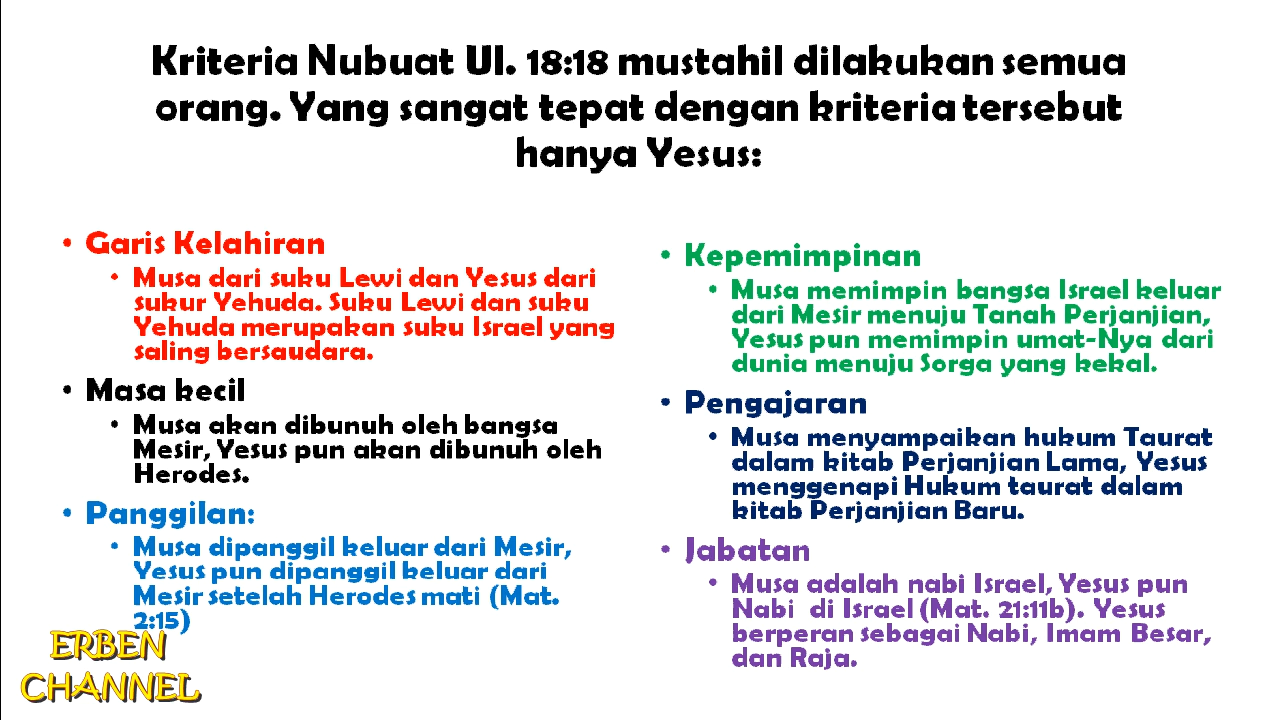 Kriteria Nubuat Ul. 18:18 mustahil dilakukan semua
orang. Yang sangat tepat dengan kriteria tersebut
hanya Yesus:
• Garis Kelahiran
• Musa dari suku Lewi dan Yesus dari
sukur Yehuda. Suku Lewi dan suku
Yehuda merupakan suku Israel yang
saling bersaudara.
• Masa kecil
• Musa akan dibunuh oleh bangsa
Mesir, Yesus pun akan dibunuh oleh
Herodes.
• Panggilan:
• Musa dipanggil keluar dari Mesir,
Yesus pun dipanggil keluar dari
Mesir setelah Herodes mati (Mat.
2:15)
• Kepemimpinan
• Musa memimpin bangsa Israel keluar
dari Mesir menuju Tanah Perjanjian,
Yesus pun memimpin umat-Nya dari
dunia menuju Sorga yang kekal.
• Pengajaran
• Musa menyampaikan hukum Taurat
dalam kitab Perjanjian Lama, Yesus
menggenapi Hukum taurat dalam
kitab Perjanjian Baru.
• Jabatan
• Musa adalah nabi Israel, Yesus pun
Nabi di Israel (Mat. 21:11b). Yesus
berperan sebagai Nabi, Imam Besar,
dan Raja.
ERBEN
CHANNEL